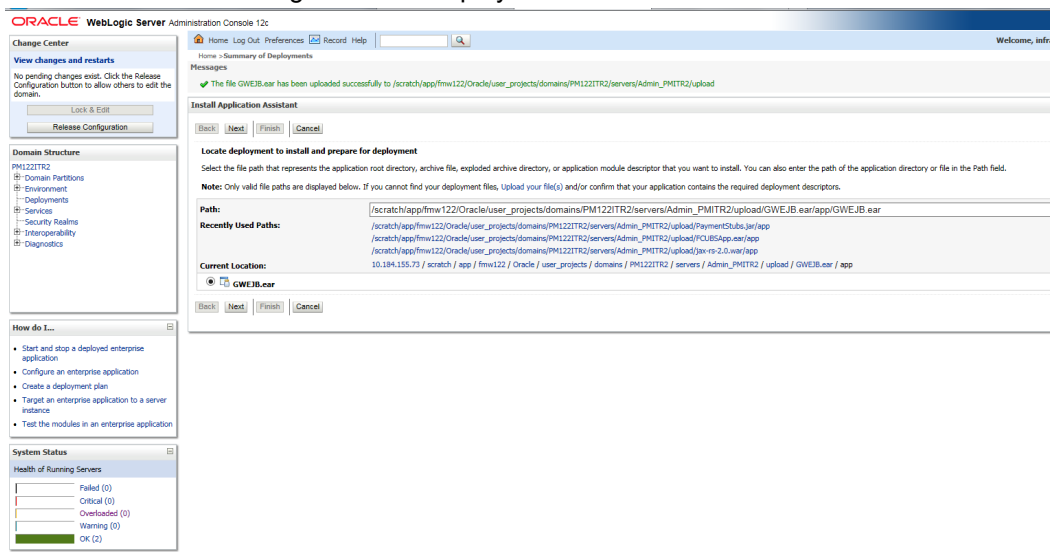 ORACLE WebLogic Server Administration Console 12c
Change Center
View changes and restarts
No pending changes exist. Click the Release
Configuration button to allow others to edit the
domain.
Lock & Edit
Release Configuration
Domain Structure
PM122ITR2
Domain Partitions
Environment
Deployments
Services
Security Realms
Interoperability
Diagnostics
How do I...
Start and stop a deployed enterprise
application
Configure an enterprise application
Create a deployment plan
Target an enterprise application to a server
instance
Test the modules in an enterprise application
System Status
Health of Running Servers
Failed (0)
Critical (0)
Overloaded (0)
Warning (0)
OK (2)
Home Log Out Preferences Record Help
Welcome, infra
Home >Summary of Deployments
Messages
The file GWEJB.ear has been uploaded successfully to /scratch/app/fmw122/Oracle/user_projects/domains/PM122ITR2/servers/Admin_PMITR2/upload
Install Application Assistant
Back Next Finish Cancel
Locate deployment to install and prepare for deployment
Select the file path that represents the application root directory, archive file, exploded archive directory, or application module descriptor that you want to install. You can also enter the path of the application directory or file in the Path field.
Note: Only valid file paths are displayed below. If you cannot find your deployment files, Upload your file(s) and/or confirm that your application contains the required deployment descriptors.
Path: /scratch/app/fmw122/Oracle/user_projects/domains/PM122ITR2/servers/Admin_PMITR2/upload/GWEJB.ear/app/GWEJB.ear
Recently Used Paths: /scratch/app/fmw122/Oracle/user_projects/domains/PM122ITR2/servers/Admin_PMITR2/upload/PaymentStubs.jar/app
/scratch/app/fmw122/Oracle/user_projects/domains/PM122ITR2/servers/Admin_PMITR2/upload/FCUBSApp.ear/app
/scratch/app/fmw122/Oracle/user_projects/domains/PM122ITR2/servers/Admin_PMITR2/upload/jax-rs-2.0.war/app
Current Location: 10.184.155.73 / scratch / app / fmw122 / Oracle / user_projects / domains / PM122ITR2 / servers / Admin_PMITR2 / upload / GWEJB.ear / app
GWEJB.ear
Back Next Finish Cancel